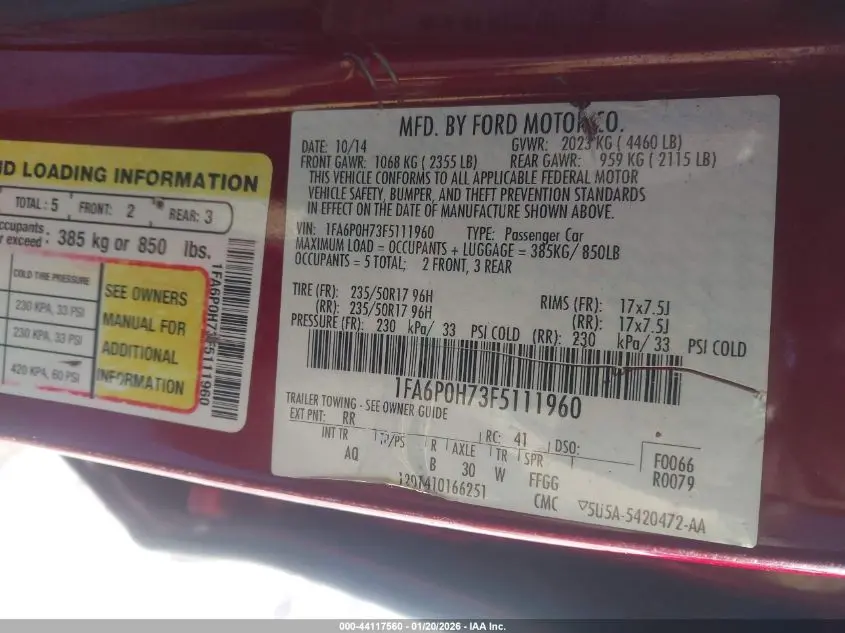 ND LOADING INFORMATION
TOTAL: 5 FRONT: 2 REAR: 3
ccupants
r exceed: 385 kg or 850 lbs.
COLD TIRE PRESSURE
230 KPA, 33 PSI
230 KPA, 33 PSI
420 KPA, 60 PSI
SEE OWNERS
MANUAL FOR
ADDITIONAL
INFORMATION
MFD. BY FORD MOTOR CO.
DATE: 10/14 GVWR: 2023 KG ( 4460 LB)
FRONT GAWR: 1068 KG ( 2355 LB) REAR GAWR: 959 KG ( 2115 LB)
THIS VEHICLE CONFORMS TO ALL APPLICABLE FEDERAL MOTOR
VEHICLE SAFETY, BUMPER, AND THEFT PREVENTION STANDARDS
IN EFFECT ON THE DATE OF MANUFACTURE SHOWN ABOVE.
VIN: 1FA6P0H73F5111960 TYPE: Passenger Car
MAXIMUM LOAD = OCCUPANTS + LUGGAGE = 385KG/ 850LB
OCCUPANTS = 5 TOTAL; 2 FRONT, 3 REAR
TIRE (FR): 235/50R17 96H RIMS (FR): 17x7.5J
(RR): 235/50R17 96H (RR): 17x7.5J
PRESSURE (FR): 230 kPa/ 33 PSI COLD (RR): 230 kPa/ 33 PSI COLD
1FA6P0H73F5111960
TRAILER TOWING - SEE OWNER GUIDE
EXT PNT: RR RC: 41 DSO:
INT TR TP/PS R AXLE TR SPR
AQ B 30 W FFGG
F0066
R0079
1201410166251 CMC 5U5A-5420472-AA
000-44117560 | 01/20/2026 | IAA Inc.